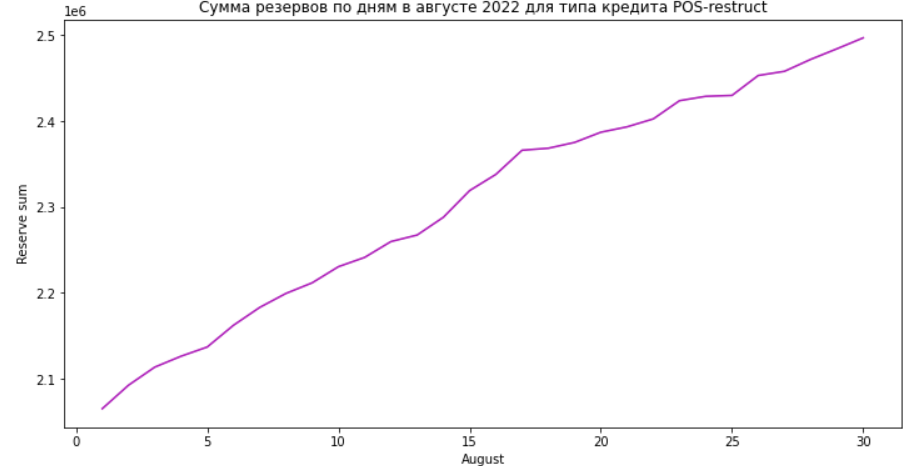 Сумма резервов по дням в августе 2022 для типа кредита POS-restruct
1e6
2.5
2.4
2.3
2.2
2.1
Reserve sum
0 5 10 15 20 25 30
August